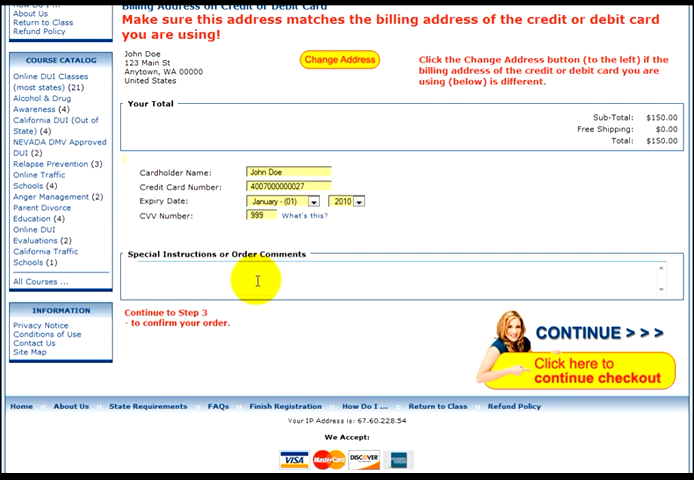 About Us
Return to Class
Refund Policy
COURSE CATALOG
Online DUI Classes
(most states) (21)
Alcohol & Drug
Awareness (4)
California DUI (Out of
State) (4)
NEVADA DMV Approved
DUI (2)
Relapse Prevention (3)
Online Traffic
Schools (4)
Anger Management (2)
Parent Divorce
Education (4)
Online DUI
Evaluations (2)
California Traffic
Schools (1)
All Courses ...
INFORMATION
Privacy Notice
Conditions of Use
Contact Us
Site Map
Billing Address on Credit or Debit Card
Make sure this address matches the billing address of the credit or debit card
you are using!
John Doe
123 Main St
Anytown, WA 00000
United States
Change Address
Click the Change Address button (to the left) if the
billing address of the credit or debit card you are
using (below) is different.
Your Total
Sub-Total: $150.00
Free Shipping: $0.00
Total: $150.00
Cardholder Name: John Doe
Credit Card Number: 4007000000027
Expiry Date: January - (01) 2010
CVV Number: 999 What's this?
Special Instructions or Order Comments
Continue to Step 3
- to confirm your order.
CONTINUE > > >
Click here to
continue checkout
Home :: About Us :: State Requirements :: FAQs :: Finish Registration :: How Do I ... :: Return to Class :: Refund Policy
Your IP Address is: 67.60.228.54
We Accept:
VISA MasterCard DISCOVER